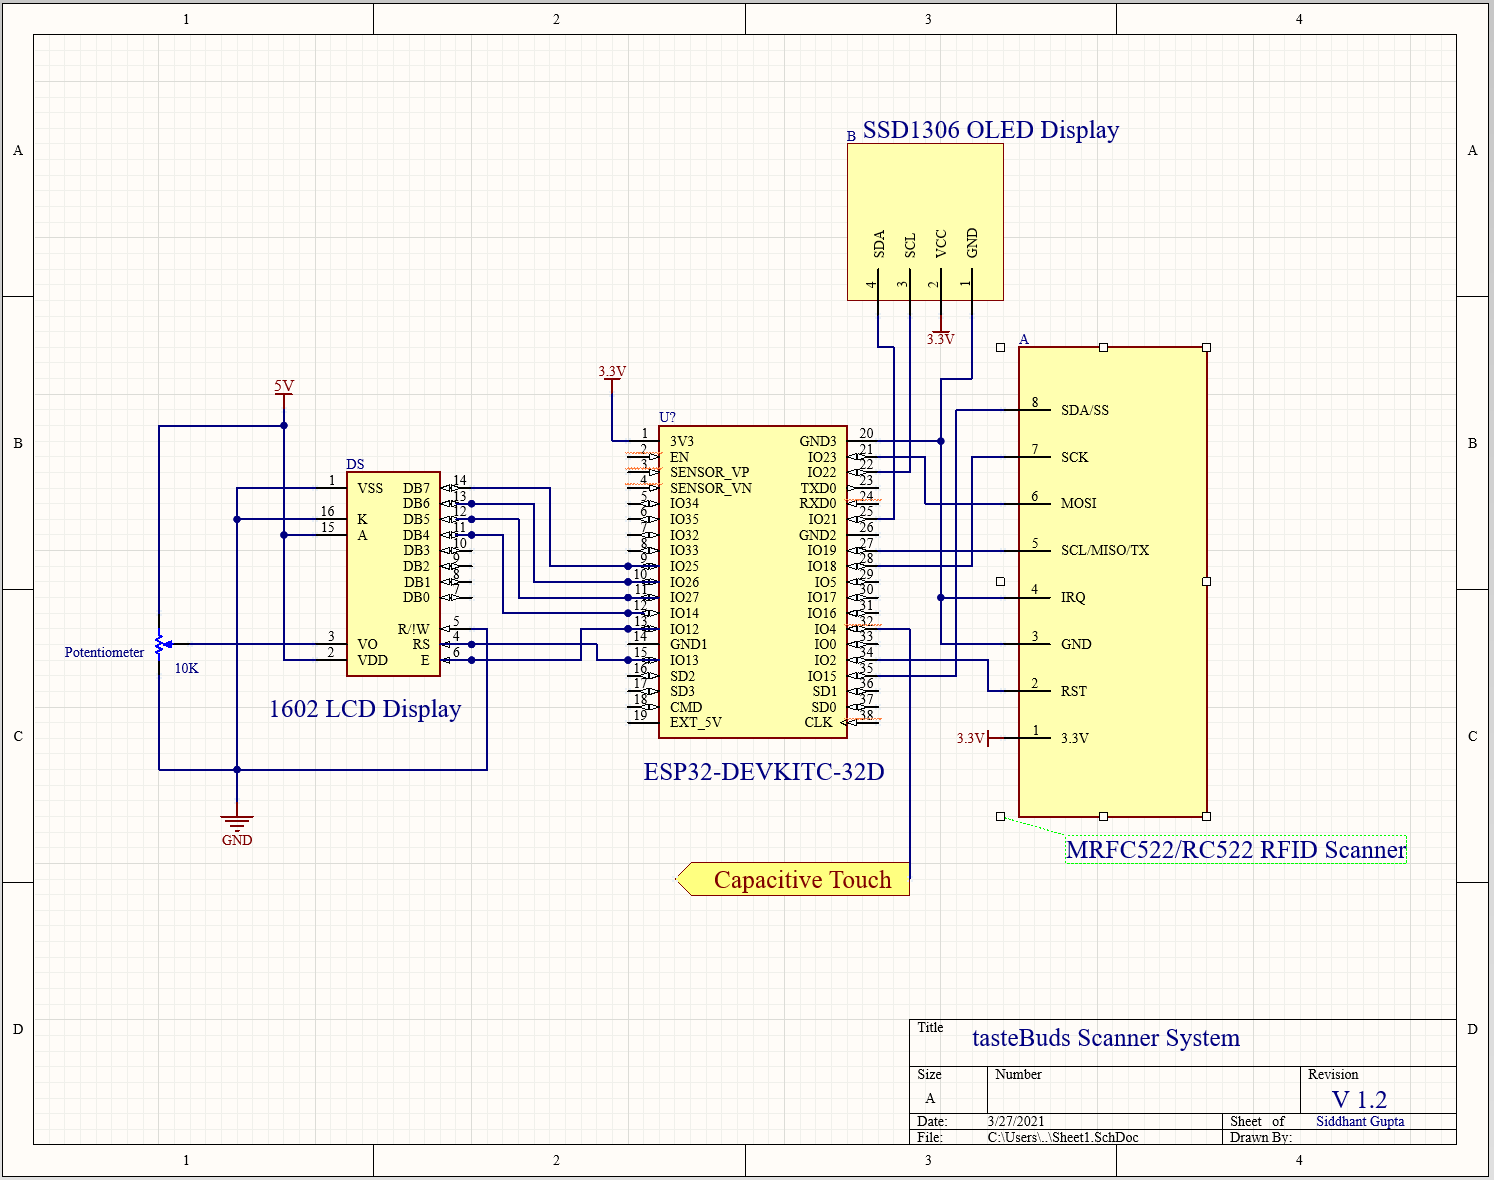 1 2 3 4
A A
SSD1306 OLED Display
B
SDA SCL VCC GND
4 3 2 1
3.3V
A
3.3V
5V
U?
B B
DS
1 VSS
16 K
15 A
3 VO
2 VDD
DB7 14
DB6 13
DB5 12
DB4 11
DB3 10
DB2 9
DB1 8
DB0 7
R/!W 5
RS 4
E 6
Potentiometer
10K
1602 LCD Display
1 3V3
2 EN
3 SENSOR_VP
4 SENSOR_VN
5 IO34
6 IO35
7 IO32
8 IO33
9 IO25
10 IO26
11 IO27
12 IO14
13 IO12
14 GND1
15 IO13
16 SD2
17 SD3
18 CMD
19 EXT_5V
GND3 20
IO23 21
IO22 22
TXD0 23
RXD0 24
IO21 25
GND2 26
IO19 27
IO18 28
IO5 29
IO17 30
IO16 31
IO4 32
IO0 33
IO2 34
IO15 35
SD1 36
SD0 37
CLK 38
ESP32-DEVKITC-32D
8 SDA/SS
7 SCK
6 MOSI
5 SCL/MISO/TX
4 IRQ
3 GND
2 RST
3.3V 1 3.3V
C C
GND
MRFC522/RC522 RFID Scanner
Capacitive Touch
D D
Title tasteBuds Scanner System
Size Number Revision
A V 1.2
Date: 3/27/2021 Sheet of Siddhant Gupta
File: C:\Users\..\Sheet1.SchDoc Drawn By:
1 2 3 4